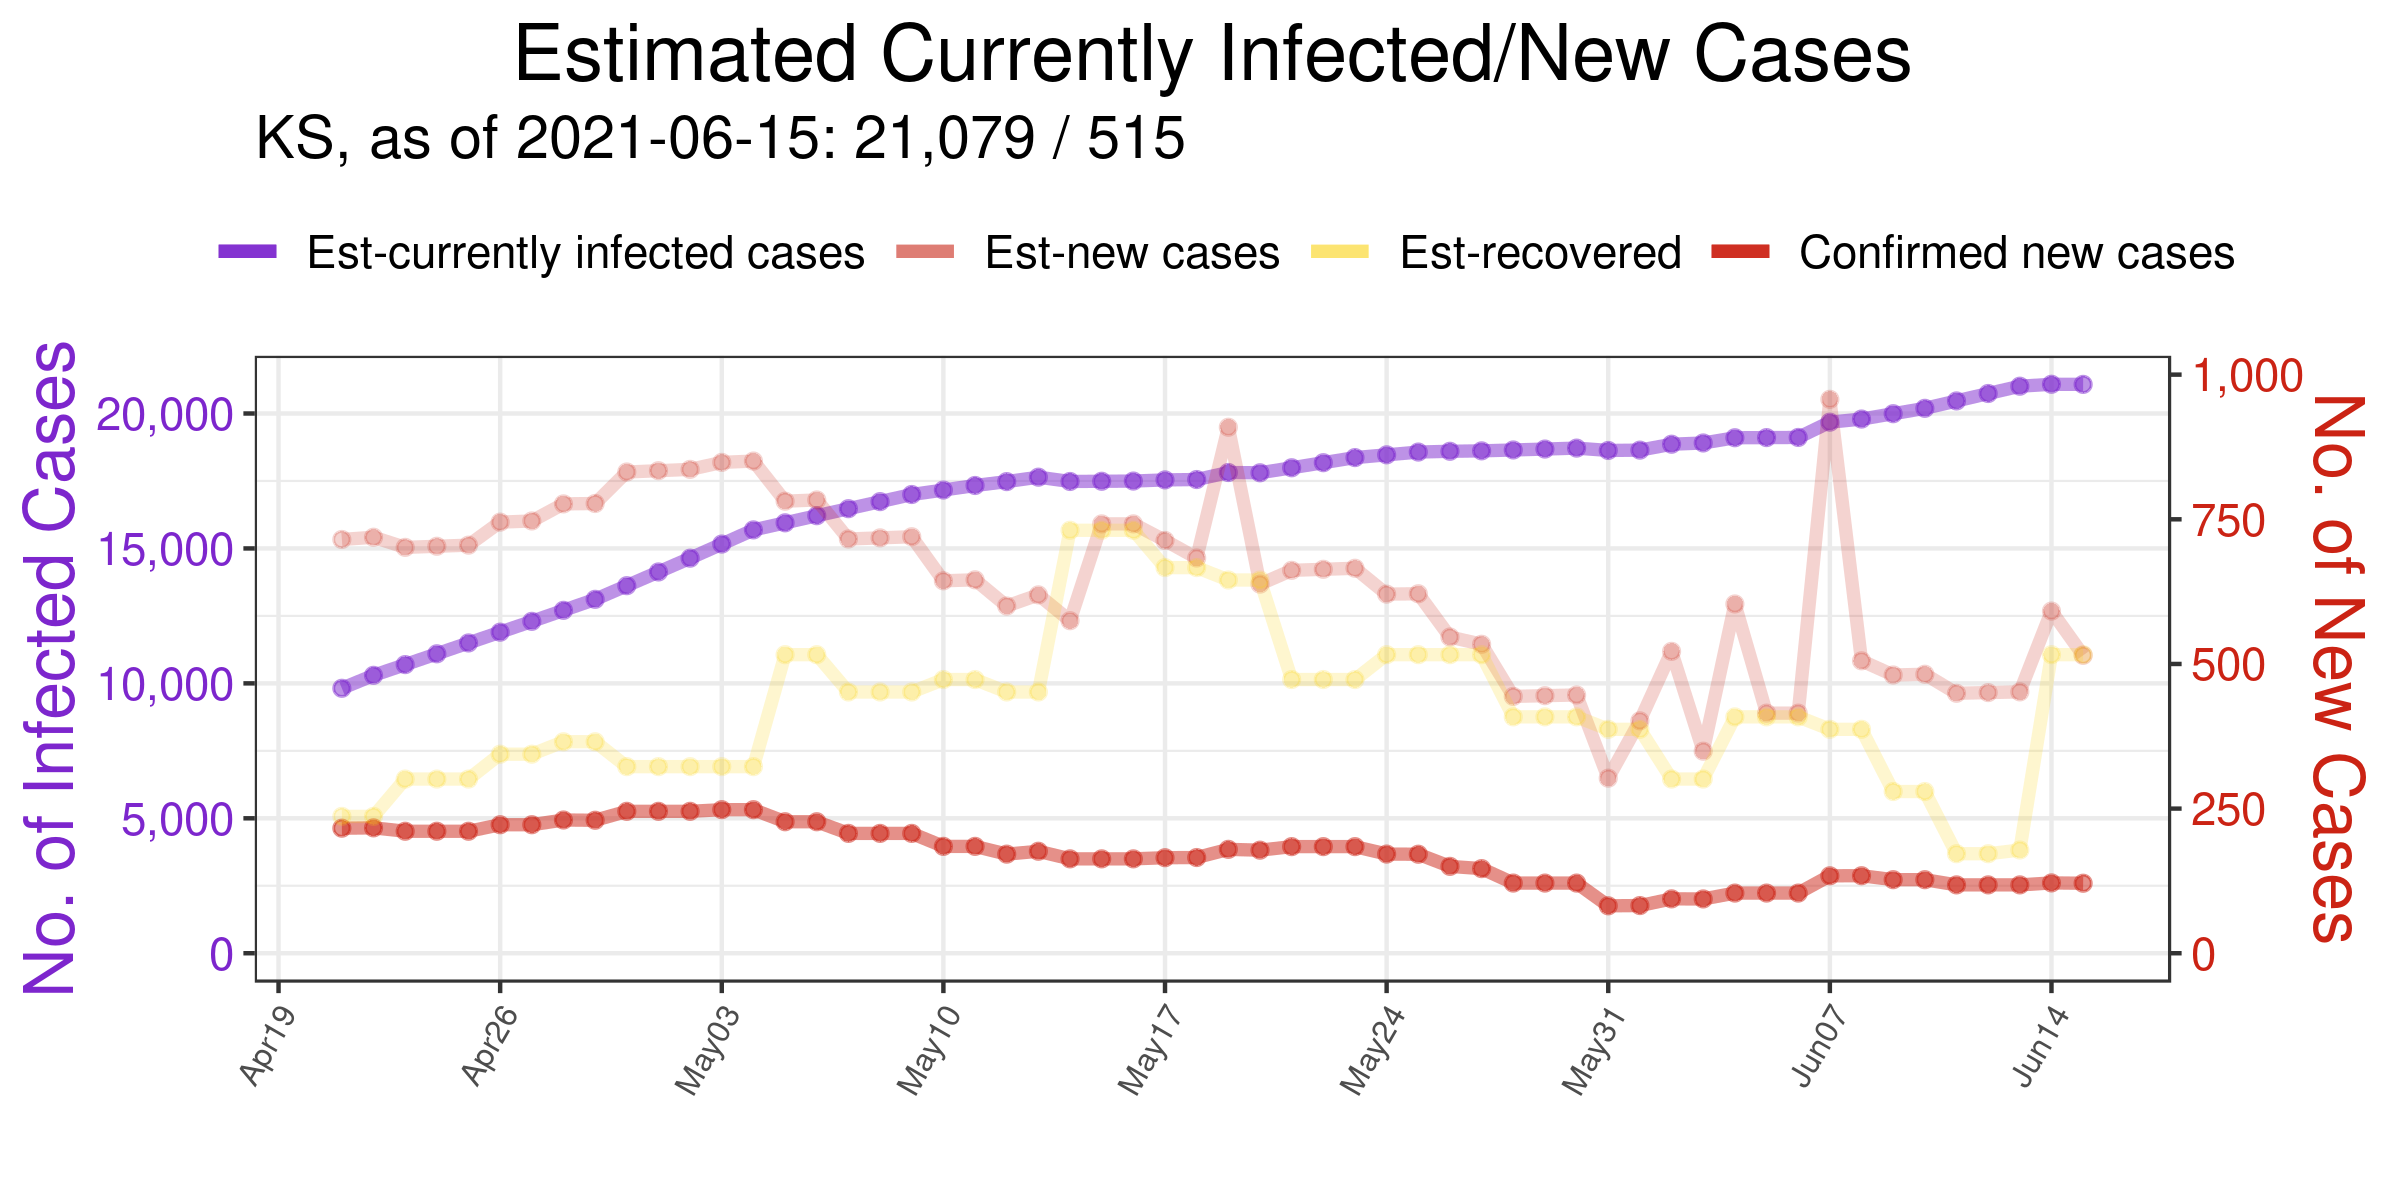 Estimated Currently Infected/New Cases
KS, as of 2021-06-15: 21,079 / 515
Est-currently infected cases Est-new cases Est-recovered Confirmed new cases
No. of Infected Cases
20,000
15,000
10,000
5,000
0
1,000
750
500
250
0
No. of New Cases
Apr19 Apr26 May03 May10 May17 May24 May31 Jun07 Jun14